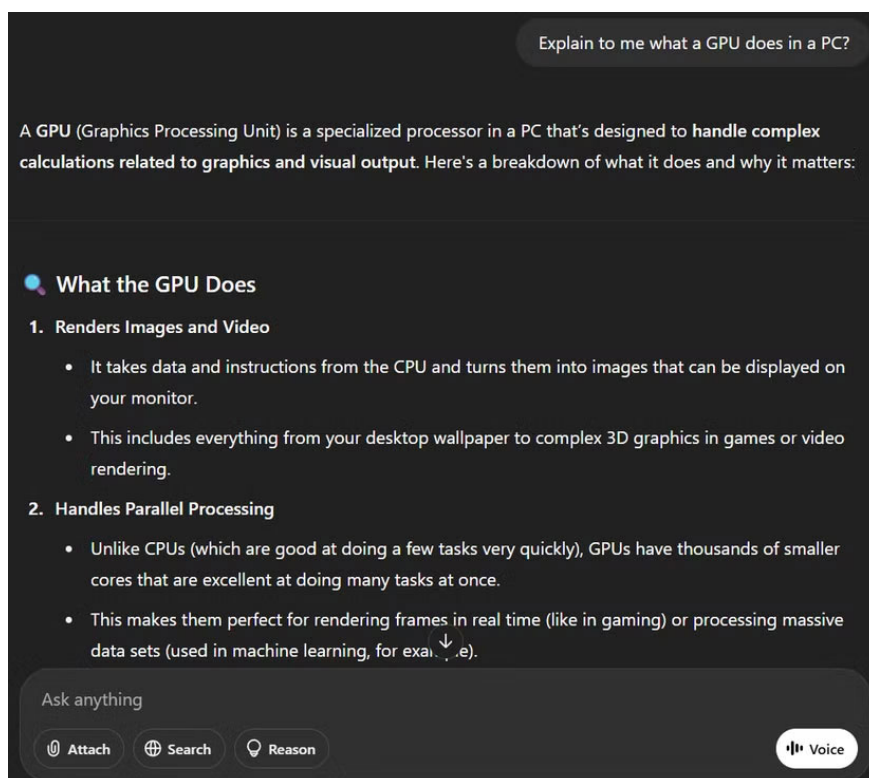 Explain to me what a GPU does in a PC?
A GPU (Graphics Processing Unit) is a specialized processor in a PC that's designed to handle complex
calculations related to graphics and visual output. Here's a breakdown of what it does and why it matters:
What the GPU Does
1. Renders Images and Video
• It takes data and instructions from the CPU and turns them into images that can be displayed on
your monitor.
• This includes everything from your desktop wallpaper to complex 3D graphics in games or video
rendering.
2. Handles Parallel Processing
• Unlike CPUs (which are good at doing a few tasks very quickly), GPUs have thousands of smaller
cores that are excellent at doing many tasks at once.
• This makes them perfect for rendering frames in real time (like in gaming) or processing massive
data sets (used in machine learning, for
Ask anything
Attach Search Reason Voice